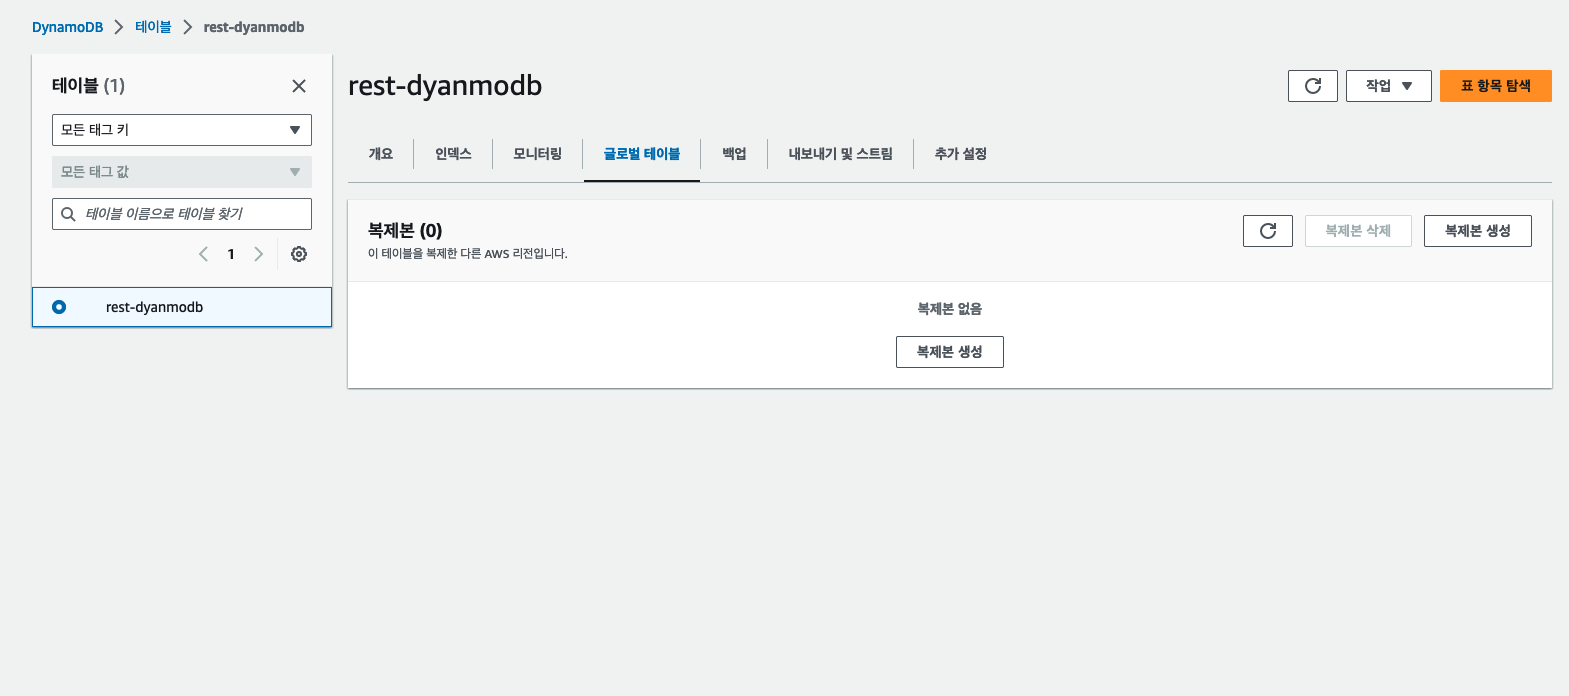 DynamoDB > 테이블 > rest-dyanmodb
테이블 (1)
모든 태그 키
모든 태그 값
테이블 이름으로 테이블 찾기
1
rest-dyanmodb
rest-dyanmodb
작업
표 항목 탐색
개요
인덱스
모니터링
글로벌 테이블
백업
내보내기 및 스트림
추가 설정
복제본 (0)
이 테이블을 복제한 다른 AWS 리전입니다.
복제본 삭제
복제본 생성
복제본 없음
복제본 생성